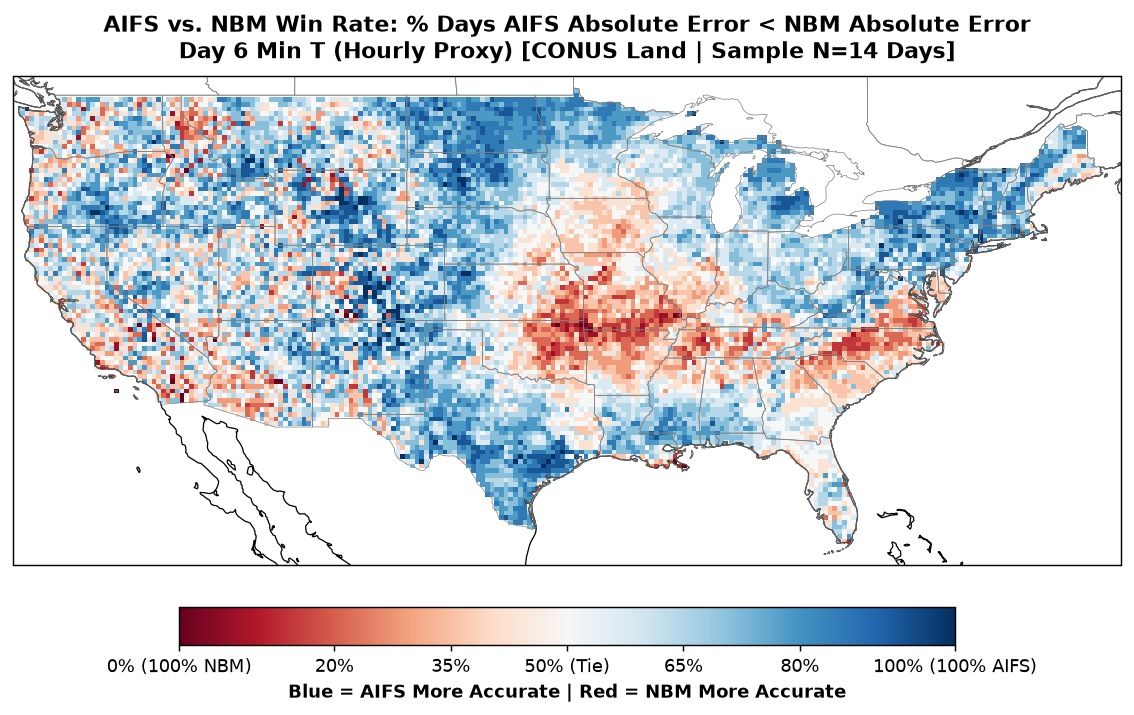 AIFS vs. NBM Win Rate: % Days AIFS Absolute Error < NBM Absolute Error
Day 6 Min T (Hourly Proxy) [CONUS Land | Sample N=14 Days]
0% (100% NBM) 20% 35% 50% (Tie) 65% 80% 100% (100% AIFS)
Blue = AIFS More Accurate | Red = NBM More Accurate